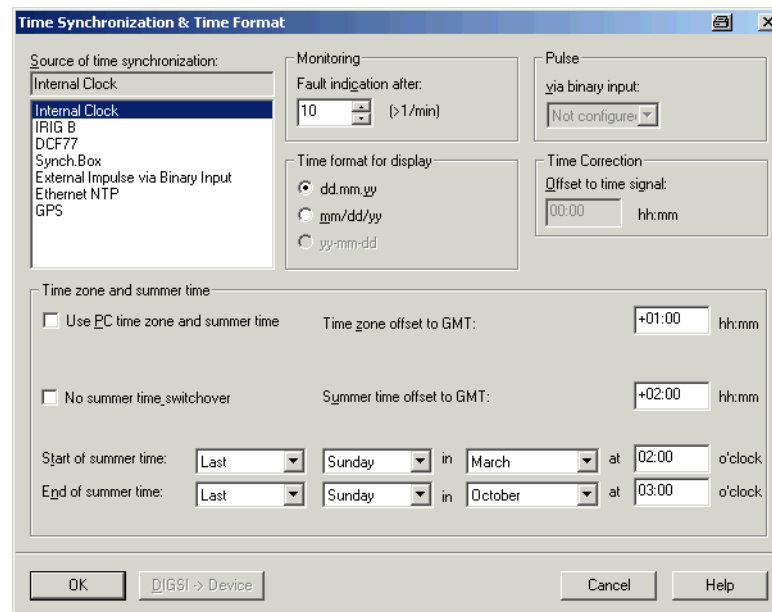 Time Synchronization & Time Format
Source of time synchronization:
Internal Clock
Internal Clock
IRIG B
DCF77
Synch.Box
External Impulse via Binary Input
Ethernet NTP
GPS
Monitoring
Fault indication after:
10 (>1/min)
Time format for display
dd.mm.yy
mm/dd/yy
yy-mm-dd
Pulse
via binary input:
Not configure
Time Correction
Offset to time signal:
00:00 hh:mm
Time zone and summer time
Use PC time zone and summer time Time zone offset to GMT: +01:00 hh:mm
No summer time switchover Summer time offset to GMT: +02:00 hh:mm
Start of summer time: Last Sunday in March at 02:00 o'clock
End of summer time: Last Sunday in October at 03:00 o'clock
OK DIGSI -> Device Cancel Help